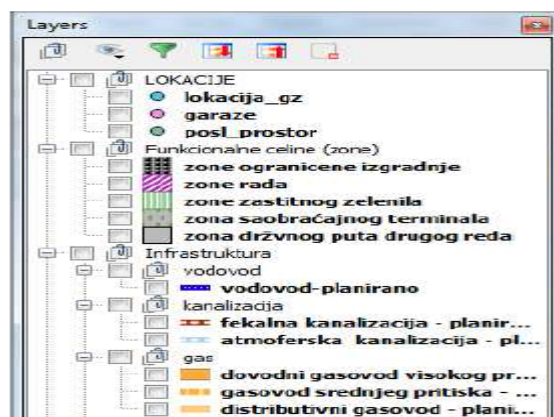 Layers
LOKACIJE
lokacija_gz
garaze
posl_prostor
Funkcionalne celine (zone)
zone ogranicene izgradnje
zone rada
zone zastitnog zelenila
zona saobraćajnog terminala
zona držvnog puta drugog reda
Infrastruktura
vodovod
vodovod-planirano
kanalizacija
fekalna kanalizacija - planir...
atmoferska kanalizacija - pl...
gas
dovodni gasovod visokog pr...
gasovod srednjeg pritiska - ...
distributivni gasovod - plani...